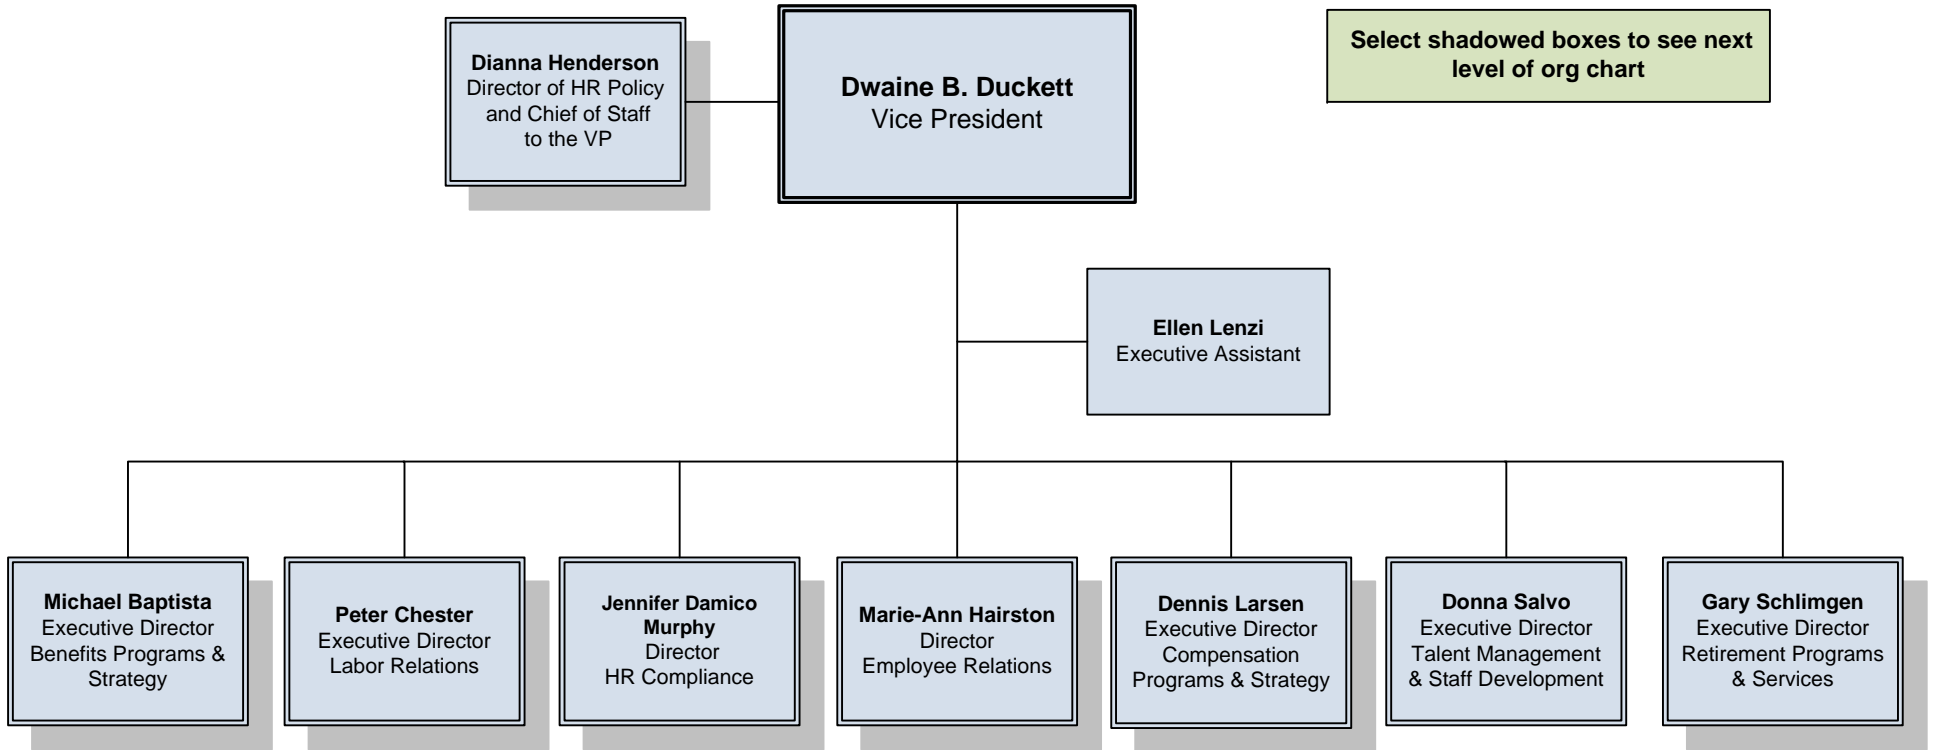 Dianna Henderson
Director of HR Policy
and Chief of Staff
to the VP
Dwaine B. Duckett
Vice President
Select shadowed boxes to see next
level of org chart
Ellen Lenzi
Executive Assistant
Michael Baptista
Executive Director
Benefits Programs &
Strategy
Peter Chester
Executive Director
Labor Relations
Jennifer Damico
Murphy
Director
HR Compliance
Marie-Ann Hairston
Director
Employee Relations
Dennis Larsen
Executive Director
Compensation
Programs & Strategy
Donna Salvo
Executive Director
Talent Management
& Staff Development
Gary Schlimgen
Executive Director
Retirement Programs
& Services